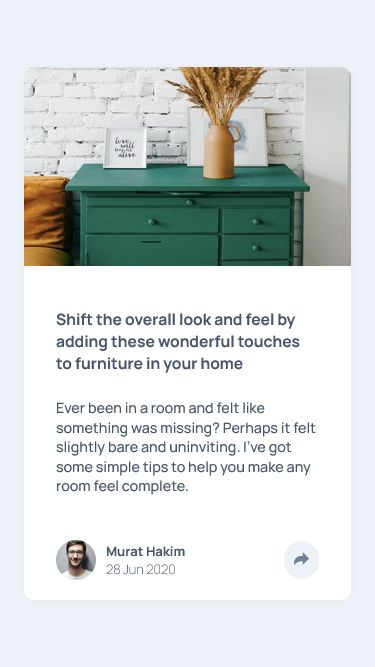 love,
will
alive
Shift the overall look and feel by
adding these wonderful touches
to furniture in your home
Ever been in a room and felt like
something was missing? Perhaps it felt
slightly bare and uninviting. I've got
some simple tips to help you make any
room feel complete.
Murat Hakim
28 Jun 2020